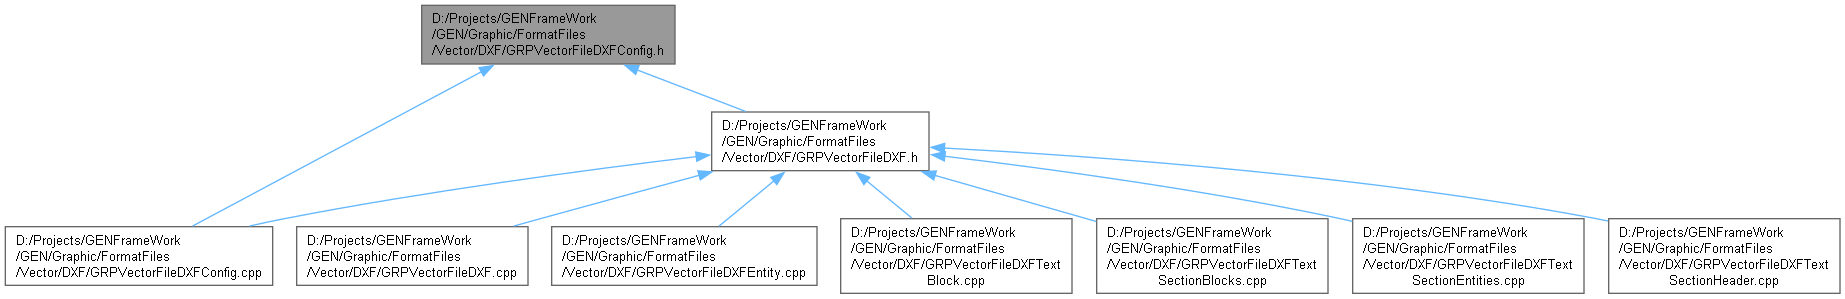 D:/Projects/GENFrameWork
/GEN/Graphic/FormatFiles
/Vector/DXF/GRPVectorFileDXFConfig.h
D:/Projects/GENFrameWork
/GEN/Graphic/FormatFiles
/Vector/DXF/GRPVectorFileDXF.h
D:/Projects/GENFrameWork
/GEN/Graphic/FormatFiles
/Vector/DXF/GRPVectorFileDXFConfig.cpp
D:/Projects/GENFrameWork
/GEN/Graphic/FormatFiles
/Vector/DXF/GRPVectorFileDXF.cpp
D:/Projects/GENFrameWork
/GEN/Graphic/FormatFiles
/Vector/DXF/GRPVectorFileDXFEntity.cpp
D:/Projects/GENFrameWork
/GEN/Graphic/FormatFiles
/Vector/DXF/GRPVectorFileDXFText
Block.cpp
D:/Projects/GENFrameWork
/GEN/Graphic/FormatFiles
/Vector/DXF/GRPVectorFileDXFText
SectionBlocks.cpp
D:/Projects/GENFrameWork
/GEN/Graphic/FormatFiles
/Vector/DXF/GRPVectorFileDXFText
SectionEntities.cpp
D:/Projects/GENFrameWork
/GEN/Graphic/FormatFiles
/Vector/DXF/GRPVectorFileDXFText
SectionHeader.cpp